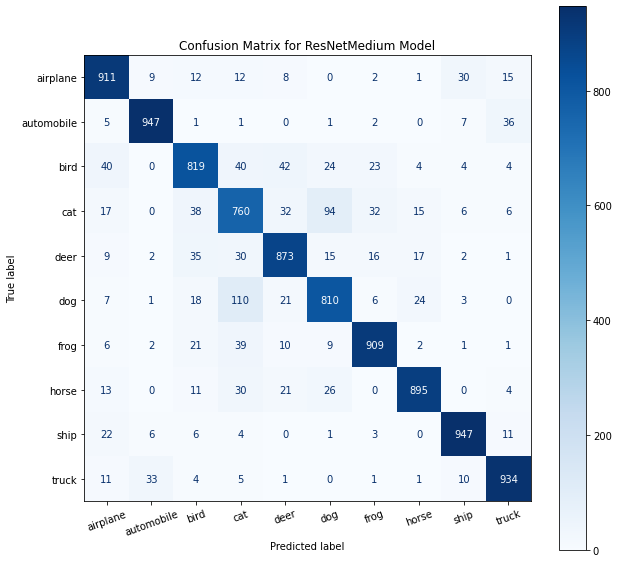 Confusion Matrix for ResNetMedium Model
airplane 911 9 12 12 8 0 2 1 30 15
automobile 5 947 1 1 0 1 2 0 7 36
bird 40 0 819 40 42 24 23 4 4 4
cat 17 0 38 760 32 94 32 15 6 6
deer 9 2 35 30 873 15 16 17 2 1
dog 7 1 18 110 21 810 6 24 3 0
frog 6 2 21 39 10 9 909 2 1 1
horse 13 0 11 30 21 26 0 895 0 4
ship 22 6 6 4 0 1 3 0 947 11
truck 11 33 4 5 1 0 1 1 10 934
airplane automobile bird cat deer dog frog horse ship truck
Predicted label
True label
800
600
400
200
0